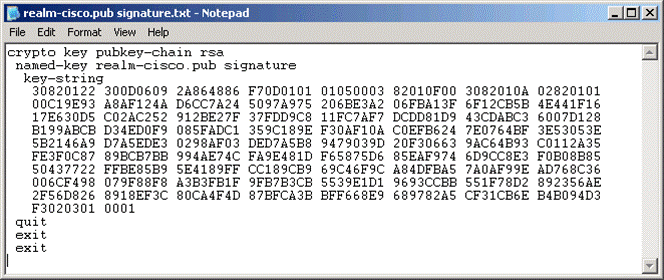 realm-cisco.pub signature.txt - Notepad
File Edit Format View Help
crypto key pubkey-chain rsa
named-key realm-cisco.pub signature
key-string
30820122 300D0609 2A864886 F70D0101 01050003 82010F00 3082010A 02820101
00C19E93 A8AF124A D6CC7A24 5097A975 206BE3A2 06FBA13F 6F12CB5B 4E441F16
17E630D5 C02AC252 912BE27F 37FDD9C8 11FC7AF7 DCDD81D9 43CDABC3 6007D128
B199ABCB D34ED0F9 085FADC1 359C189E F30AF10A C0EFB624 7E0764BF 3E53053E
5B2146A9 D7A5EDE3 0298AF03 DED7A5B8 9479039D 20F30663 9AC64B93 C0112A35
FE3F0C87 89BCB7BB 994AE74C FA9E481D F65875D6 85EAF974 6D9CC8E3 F0B08B85
50437722 FFBE85B9 5E4189FF CC189CB9 69C46F9C A84DFBA5 7A0AF99E AD768C36
006CF498 079F88F8 A3B3FB1F 9FB7B3CB 5539E1D1 9693CCBB 551F78D2 892356AE
2F56D826 8918EF3C 80CA4F4D 87BFCA3B BFF668E9 689782A5 CF31CB6E B4B094D3
F3020301 0001
quit
exit
exit